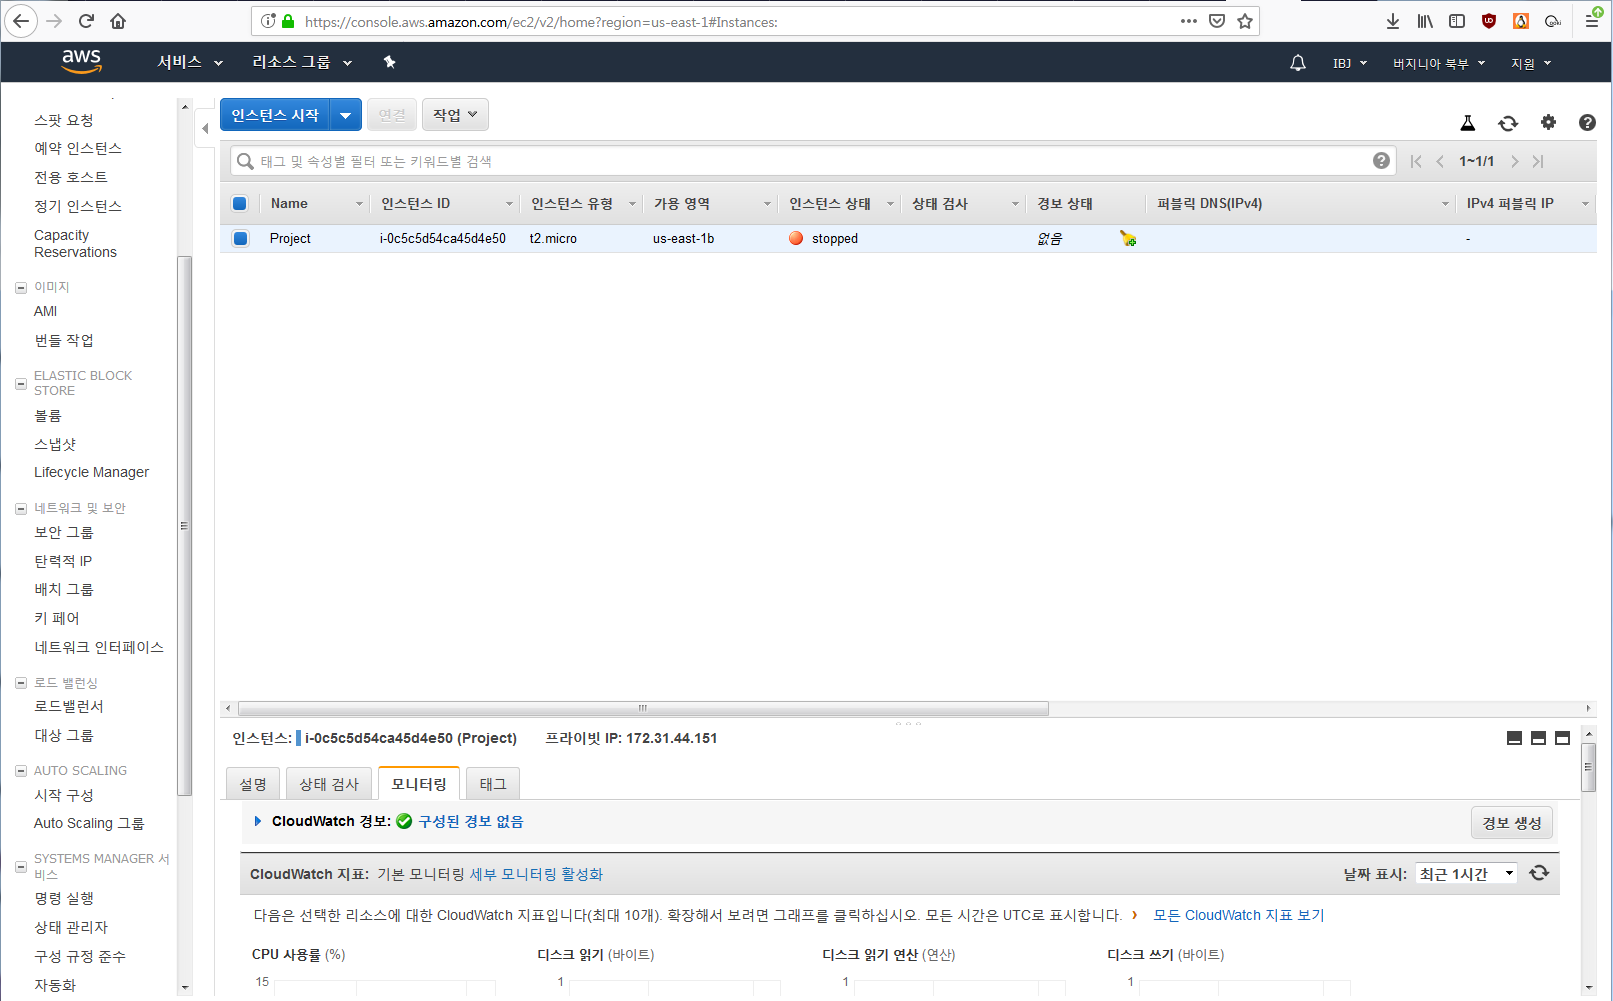 https://console.aws.amazon.com/ec2/v2/home?region=us-east-1#Instances:
aws
서비스
리소스 그룹
IBJ
버지니아 북부
지원
스팟 요청
예약 인스턴스
전용 호스트
정기 인스턴스
Capacity
Reservations
이미지
AMI
번들 작업
ELASTIC BLOCK
STORE
볼륨
스냅샷
Lifecycle Manager
네트워크 및 보안
보안 그룹
탄력적 IP
배치 그룹
키 페어
네트워크 인터페이스
로드 밸런싱
로드밸런서
대상 그룹
AUTO SCALING
시작 구성
Auto Scaling 그룹
SYSTEMS MANAGER 서
비스
명령 실행
상태 관리자
구성 규정 준수
자동화
인스턴스 시작
연결
작업
태그 및 속성별 필터 또는 키워드별 검색
1~1/1
Name 인스턴스 ID 인스턴스 유형 가용 영역 인스턴스 상태 상태 검사 경보 상태 퍼블릭 DNS(IPv4) IPv4 퍼블릭 IP
Project i-0c5c5d54ca45d4e50 t2.micro us-east-1b stopped 없음 -
인스턴스: i-0c5c5d54ca45d4e50 (Project) 프라이빗 IP: 172.31.44.151
설명 상태 검사 모니터링 태그
CloudWatch 경보: 구성된 경보 없음
경보 생성
CloudWatch 지표: 기본 모니터링 세부 모니터링 활성화
날짜 표시: 최근 1시간
다음은 선택한 리소스에 대한 CloudWatch 지표입니다(최대 10개). 확장해서 보려면 그래프를 클릭하십시오. 모든 시간은 UTC로 표시합니다. › 모든 CloudWatch 지표 보기
CPU 사용률 (%) 디스크 읽기 (바이트) 디스크 읽기 연산 (연산) 디스크 쓰기 (바이트)
15 1 1 1